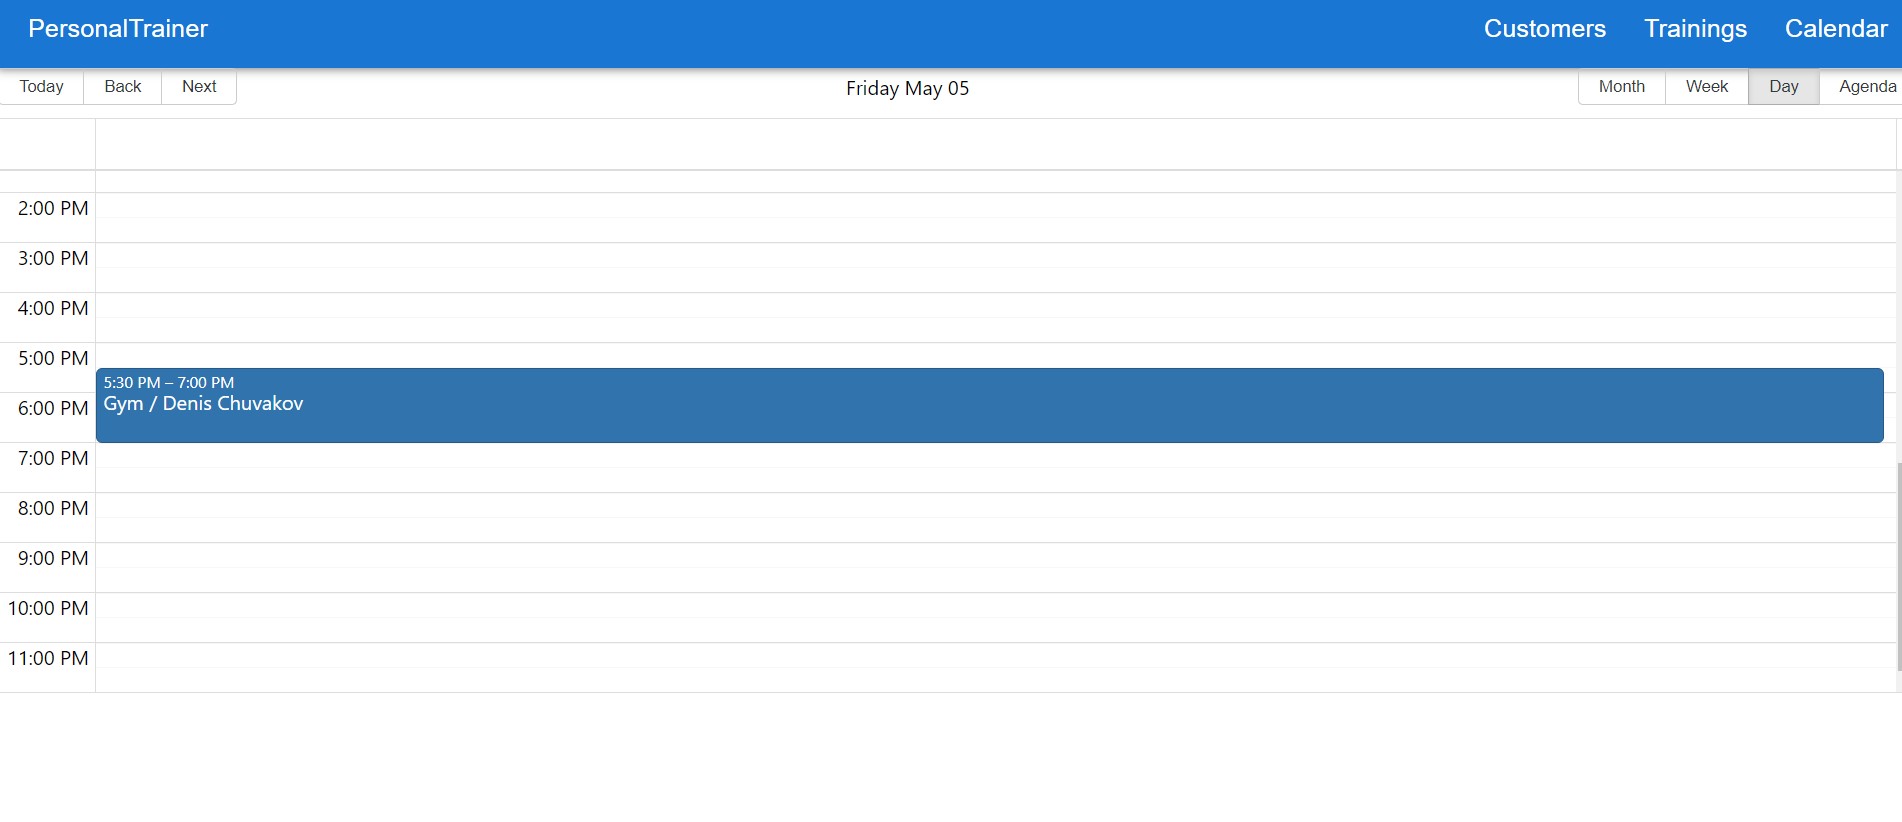 PersonalTrainer
Customers Trainings Calendar
Today Back Next
Friday May 05
Month Week Day Agenda
2:00 PM
3:00 PM
4:00 PM
5:00 PM
5:30 PM – 7:00 PM
Gym / Denis Chuvakov
6:00 PM
7:00 PM
8:00 PM
9:00 PM
10:00 PM
11:00 PM